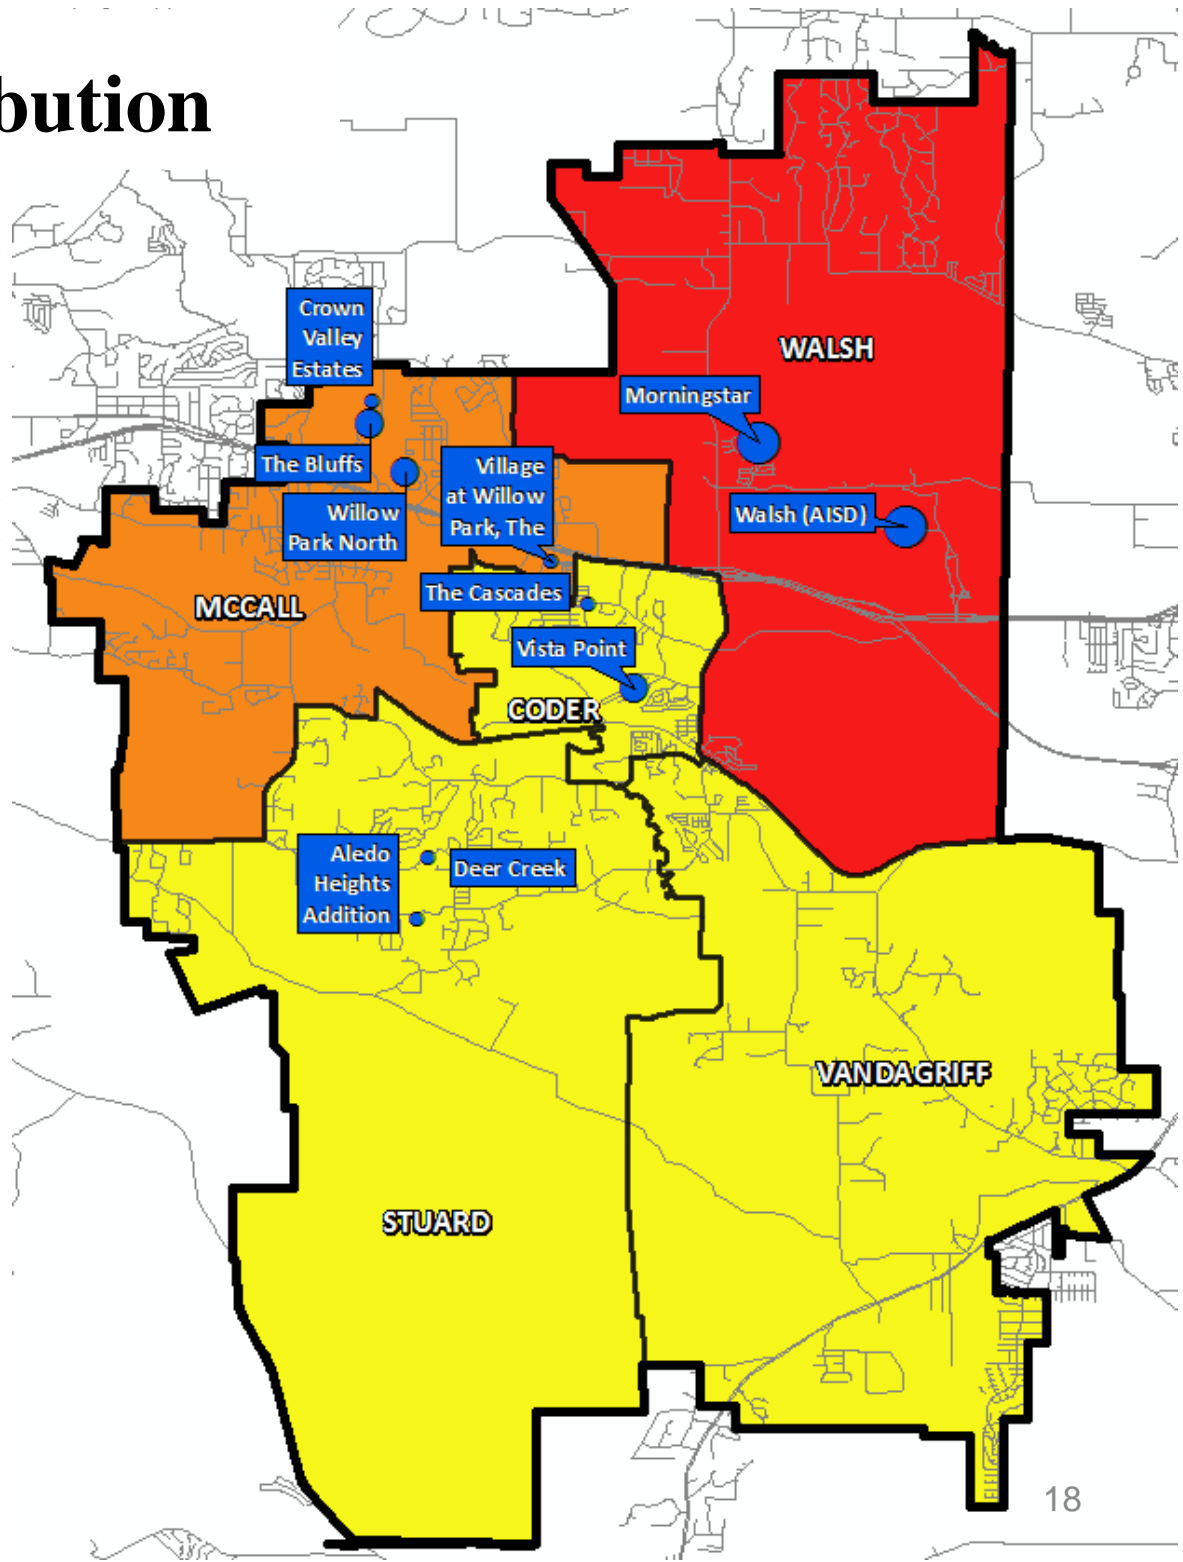 bution
Crown
Valley
Estates
WALSH
Morningstar
The Bluffs
Village
at Willow
Park, The
Willow
Park North
Walsh (AISD)
The Cascades
MCCALL
Vista Point
CODER
Aledo
Heights
Addition
Deer Creek
VANDAGRIFF
STUARD
18